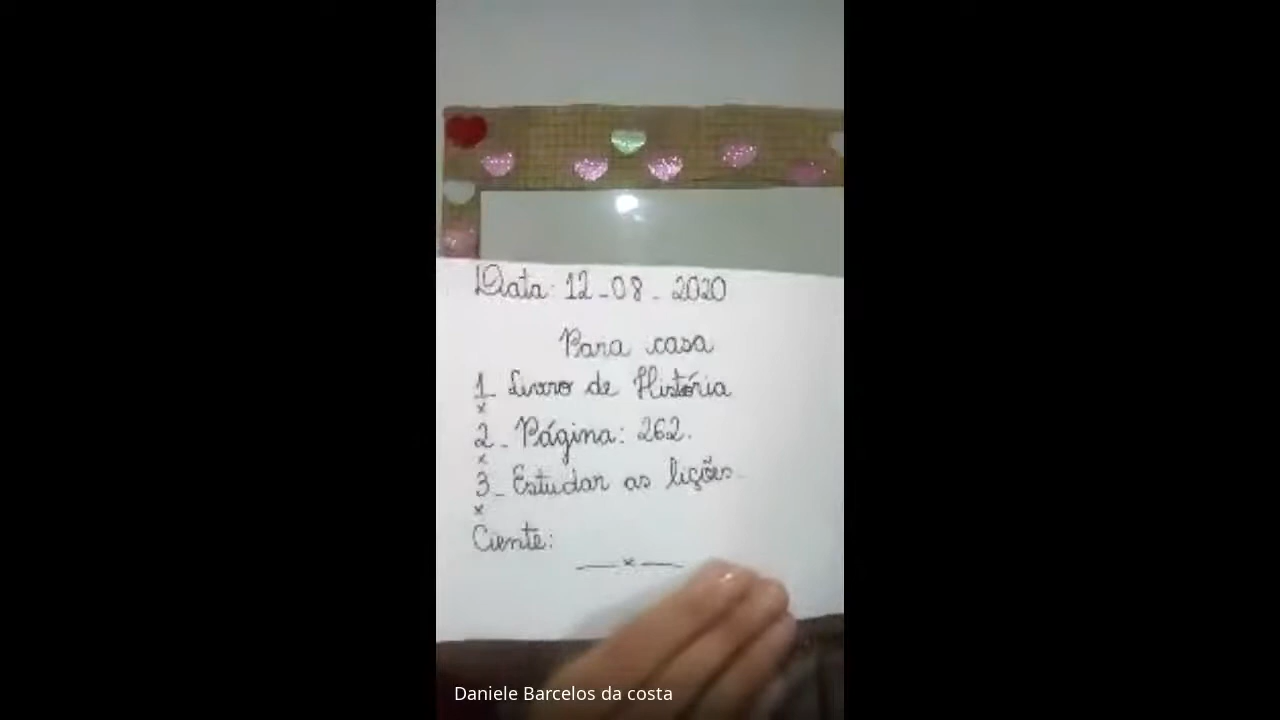 Data: 12-08-2020
Para casa
1- Livro de História
x
2- Página: 262.
x
3- Estudar as lições.
x
Ciente:
—x—
Daniele Barcelos da costa